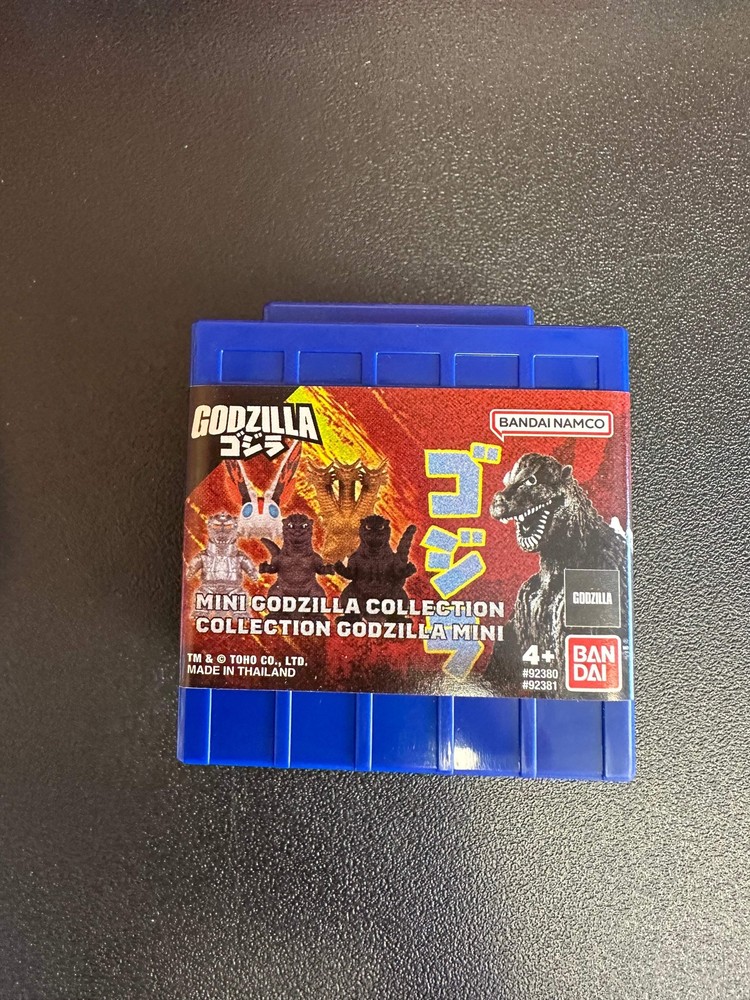 GODZILLA
ゴジラ
BANDAI NAMCO
ゴジラ
GODZILLA
MINI GODZILLA COLLECTION
COLLECTION GODZILLA MINI
TM & © TOHO CO., LTD.
MADE IN THAILAND
4+
#92380
#92381
BAN
DAI